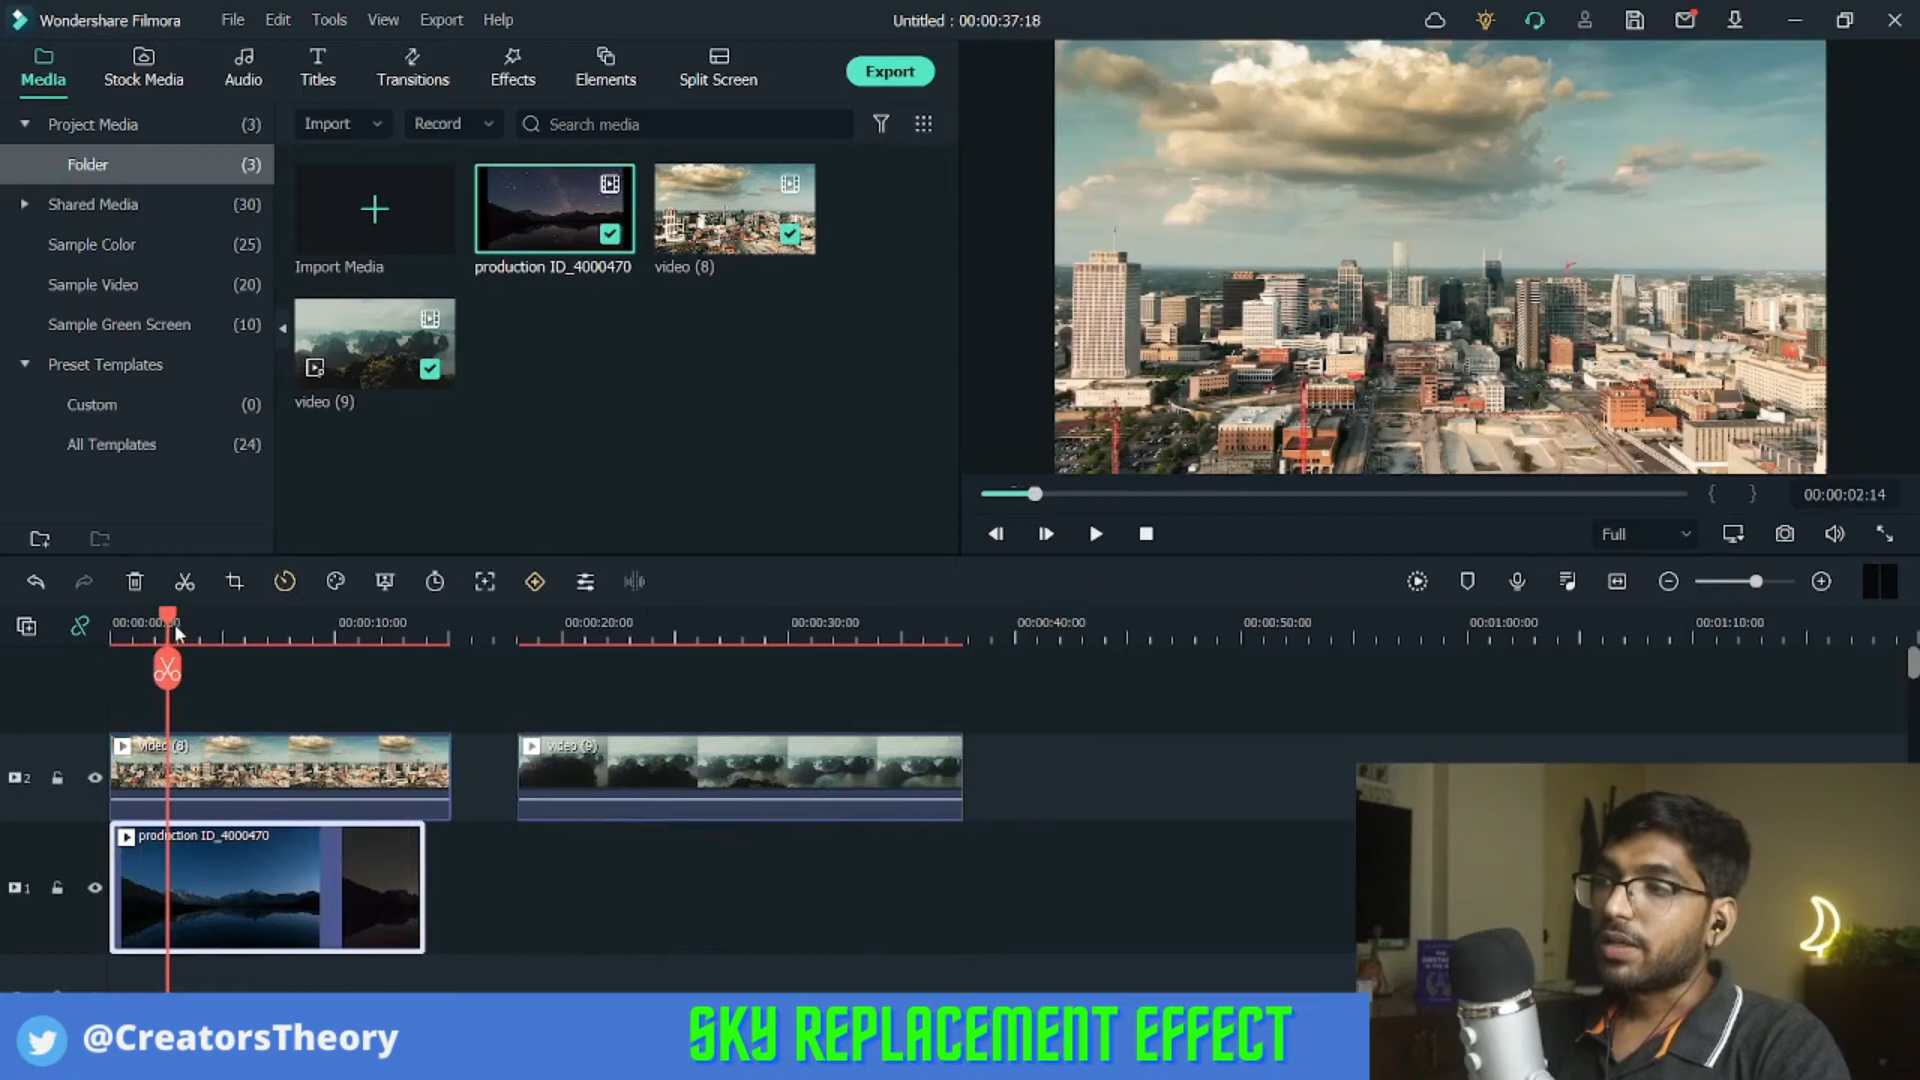 Wondershare Filmora
File Edit Tools View Export Help
Untitled : 00:00:37:18
Media
Stock Media
Audio
Titles
Transitions
Effects
Elements
Split Screen
Export
Project Media (3)
Folder (3)
Shared Media (30)
Sample Color (25)
Sample Video (20)
Sample Green Screen (10)
Preset Templates
Custom (0)
All Templates (24)
Import
Record
Search media
Import Media
production ID_4000470
video (8)
video (9)
{ }
00:00:02:14
Full
00:00:10:00
00:00:20:00
00:00:30:00
00:00:40:00
00:00:50:00
00:01:00:00
00:01:10:00
2
video (8)
video (9)
1
production ID_4000470
@CreatorsTheory
SKY REPLACEMENT EFFECT